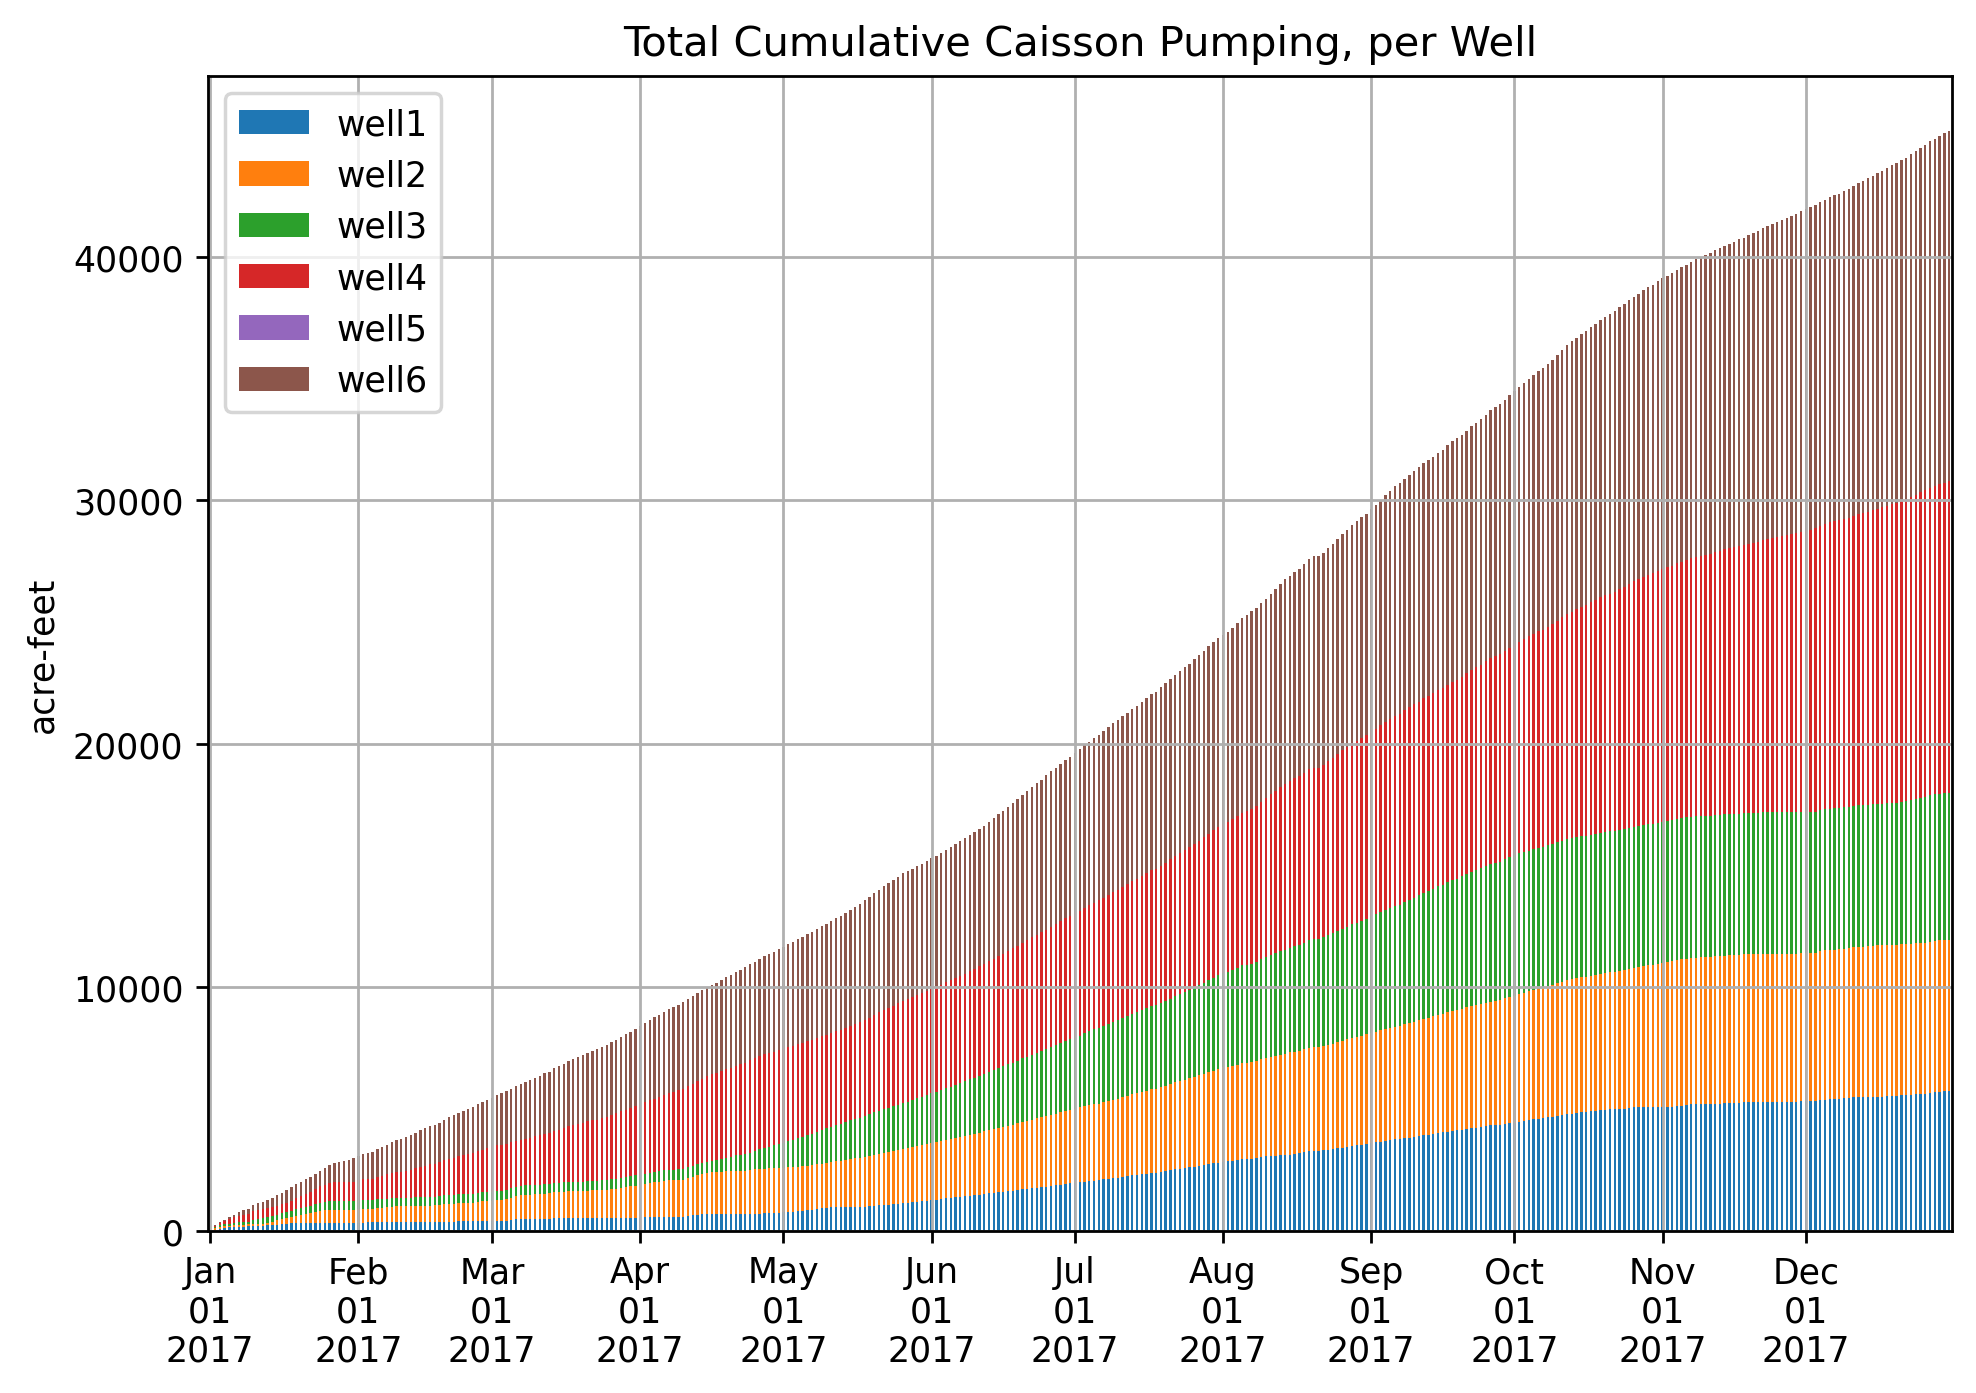 Total Cumulative Caisson Pumping, per Well
well1
well2
well3
well4
well5
well6
acre-feet
40000
30000
20000
10000
0
Jan Feb Mar Apr May Jun Jul Aug Sep Oct Nov Dec
01 01 01 01 01 01 01 01 01 01 01 01
2017 2017 2017 2017 2017 2017 2017 2017 2017 2017 2017 2017